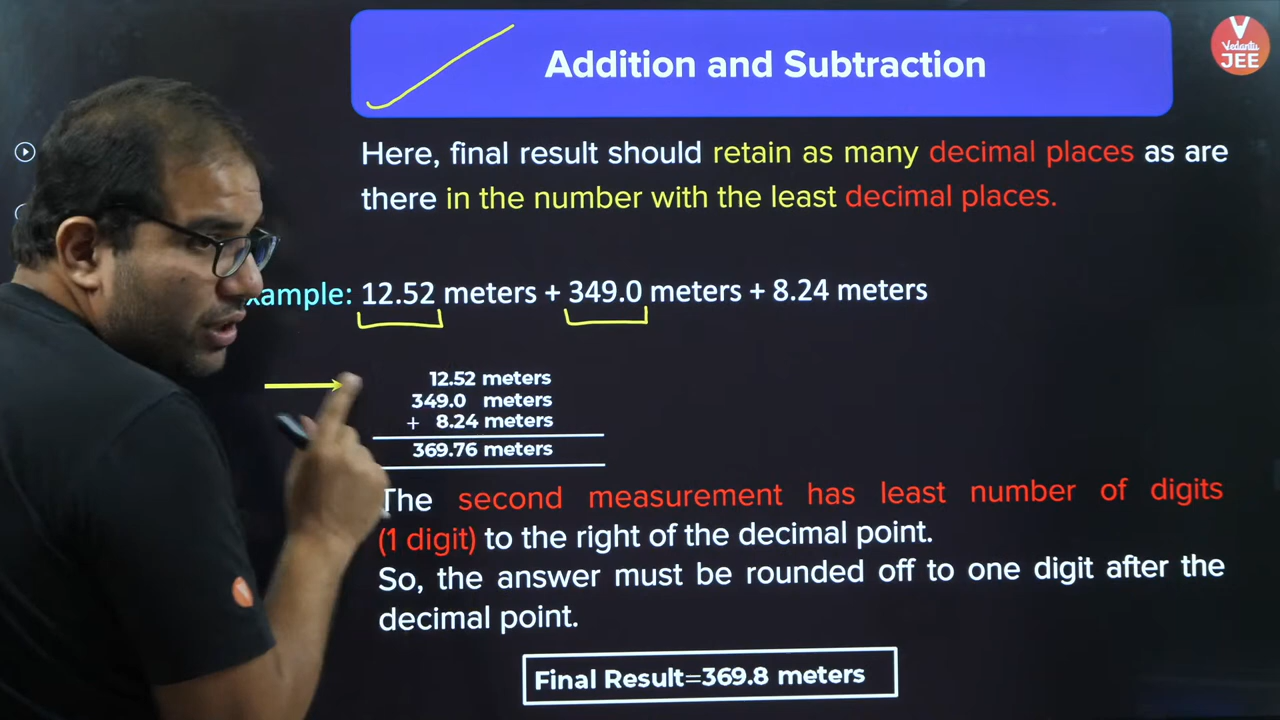 Addition and Subtraction
V
Vedantu
JEE
Here, final result should retain as many decimal places as are
there in the number with the least decimal places.
xample: 12.52 meters + 349.0 meters + 8.24 meters
12.52 meters
349.0 meters
+ 8.24 meters
369.76 meters
The second measurement has least number of digits
(1 digit) to the right of the decimal point.
So, the answer must be rounded off to one digit after the
decimal point.
Final Result=369.8 meters